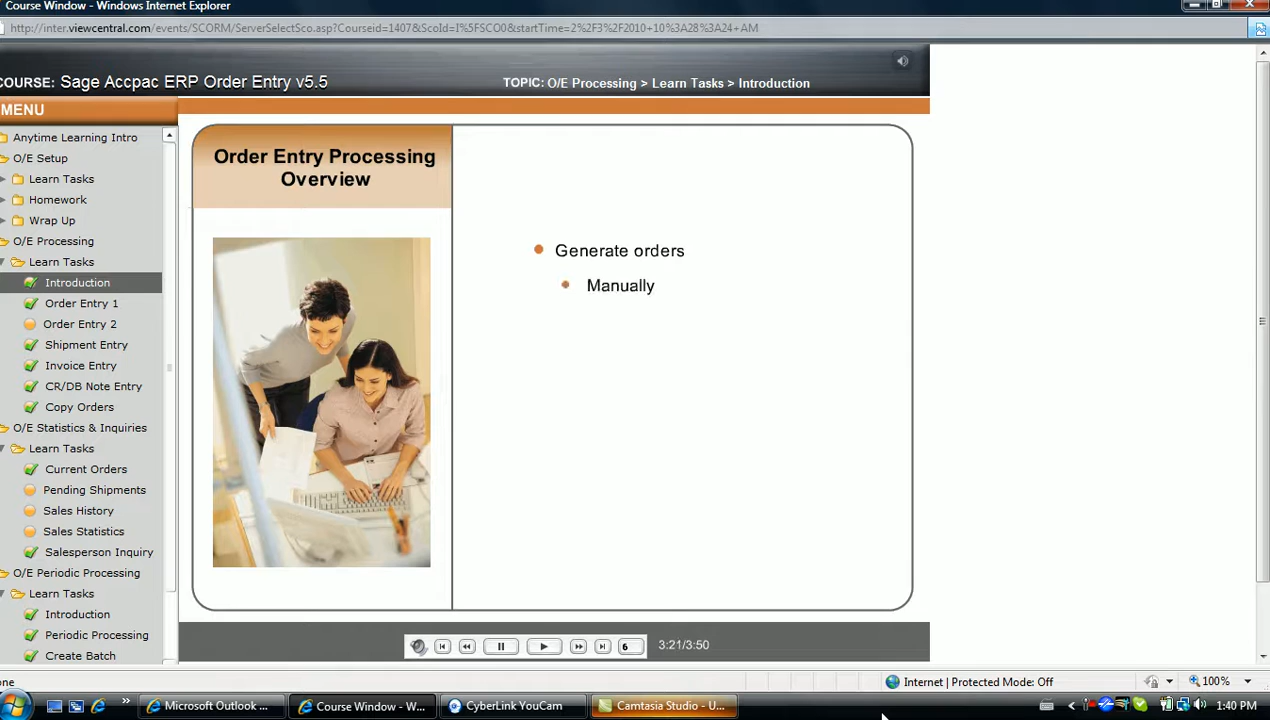 Course Window - Windows Internet Explorer
http://inter.viewcentral.com/events/SCORM/ServerSelectSco.asp?Courseid=1407&ScoId=I%5FSCO0&startTime=2%2F3%2F2010+10%3A28%3A24+AM
COURSE: Sage Accpac ERP Order Entry v5.5
TOPIC: O/E Processing > Learn Tasks > Introduction
MENU
Anytime Learning Intro
O/E Setup
Learn Tasks
Homework
Wrap Up
O/E Processing
Learn Tasks
Introduction
Order Entry 1
Order Entry 2
Shipment Entry
Invoice Entry
CR/DB Note Entry
Copy Orders
O/E Statistics & Inquiries
Learn Tasks
Current Orders
Pending Shipments
Sales History
Sales Statistics
Salesperson Inquiry
O/E Periodic Processing
Learn Tasks
Introduction
Periodic Processing
Create Batch
Order Entry Processing
Overview
Generate orders
Manually
6
3:21/3:50
one
Internet | Protected Mode: Off
100%
Microsoft Outlook ...
Course Window - W...
CyberLink YouCam
Camtasia Studio - U...
1:40 PM